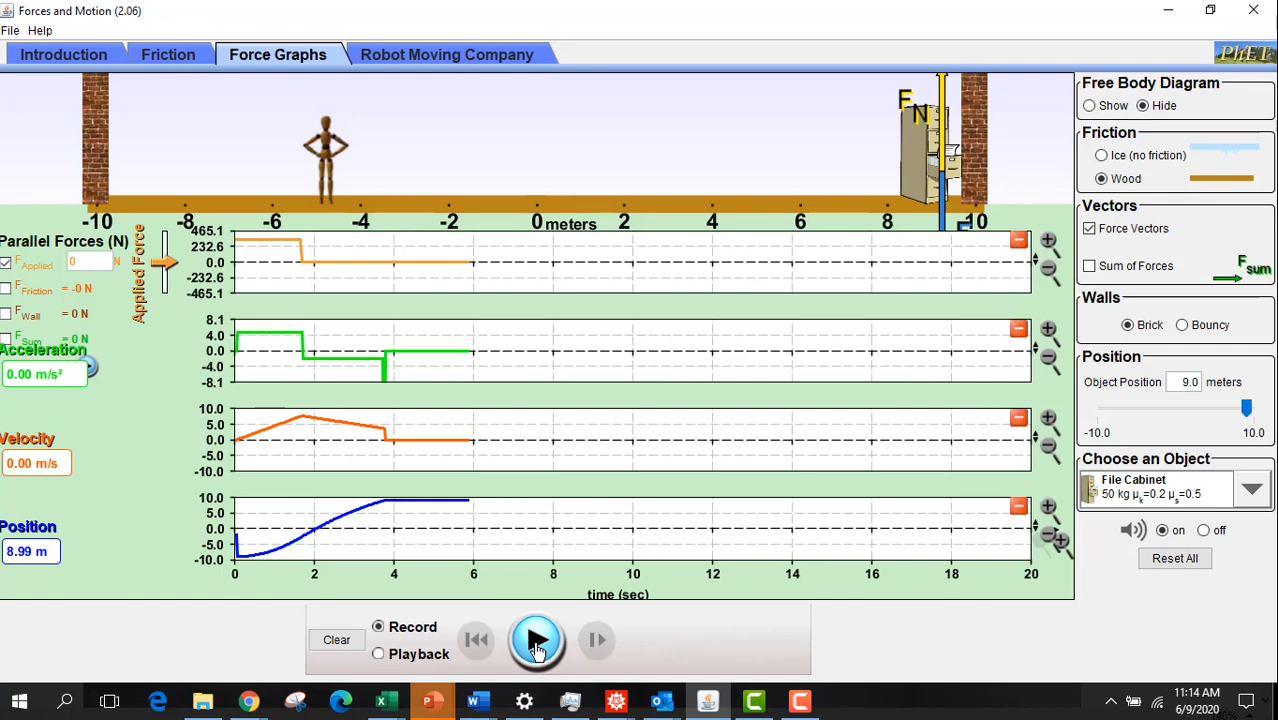 Forces and Motion (2.06)
File Help
Introduction Friction Force Graphs Robot Moving Company PhET
F N
-10 -8 -6 -4 -2 0 meters 2 4 6 8 10
Parallel Forces (N)
F Applied 0 N
F Friction = -0 N
F Wall = 0 N
F Sum = 0 N
Applied Force
465.1
232.6
0.0
-232.6
-465.1
Acceleration
0.00 m/s²
8.1
4.0
0.0
-4.0
-8.1
Velocity
0.00 m/s
10.0
5.0
0.0
-5.0
-10.0
Position
8.99 m
10.0
5.0
0.0
-5.0
-10.0
0 2 4 6 8 10 12 14 16 18 20
time (sec)
Free Body Diagram
Show Hide
Friction
Ice (no friction)
Wood
Vectors
Force Vectors
Sum of Forces F sum
Walls
Brick Bouncy
Position
Object Position 9.0 meters
-10.0 10.0
Choose an Object
File Cabinet
50 kg μk=0.2 μs=0.5
on off
Reset All
Clear
Record
Playback
11:14 AM
6/9/2020